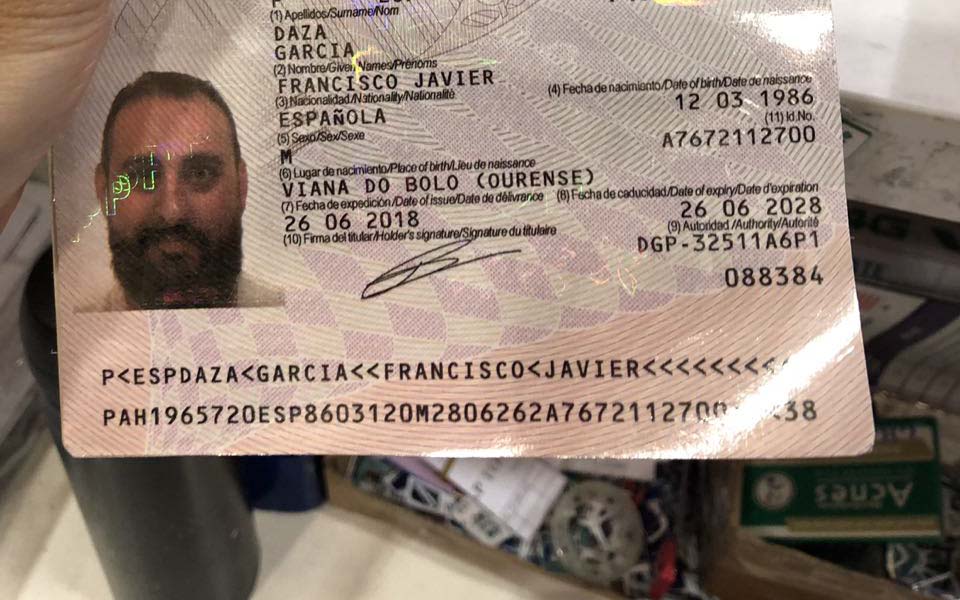 (1) Apellidos/Surname/Nom
DAZA
GARCIA
(2) Nombre/Given Names/Prénoms
FRANCISCO JAVIER
(3) Nacionalidad/Nationality/Nationalité
(4) Fecha de nacimiento/Date of birth/Date de naissance
ESPAÑOLA
12 03 1986
(5) Sexo/Sex/Sexe
(11) Id.No.
M
A7672112700
(6) Lugar de nacimiento/Place of birth/Lieu de naissance
VIANA DO BOLO (OURENSE)
(7) Fecha de expedición/Date of issue/Date de délivrance
(8) Fecha de caducidad/Date of expiry/Date d'expiration
26 06 2018
26 06 2028
(10) Firma del titular/Holder's signature/Signature du titulaire
(9) Autoridad/Authority/Autorité
DGP-32511A6P1
088384
P<ESPDAZA<GARCIA<<FRANCISCO<JAVIER<<<<<<<<<
PAH1965720ESP8603120M2806262A7672112700
38
Acnes